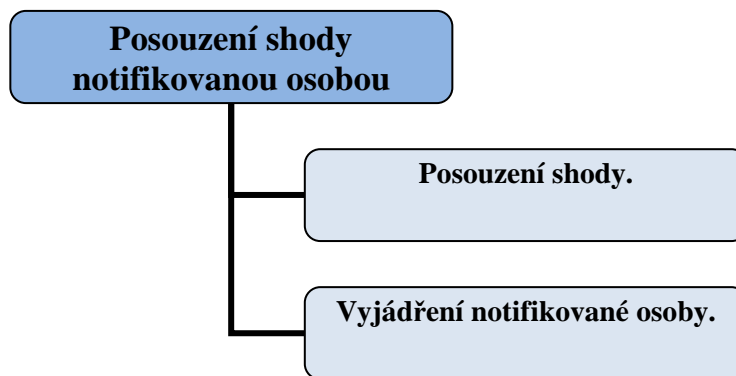 Posouzení shody
notifikovanou osobou
Posouzení shody.
Vyjádření notifikované osoby.